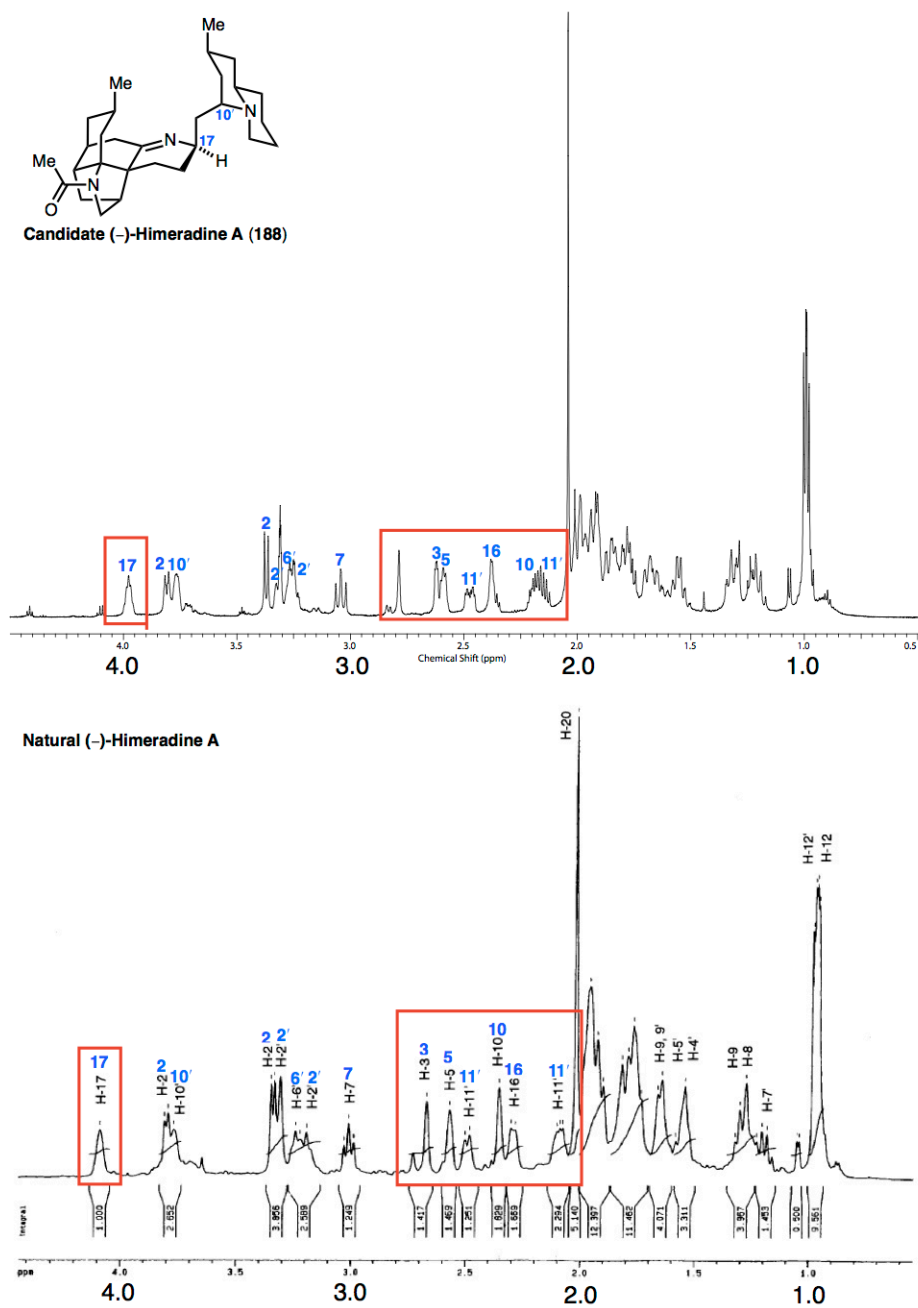 Me
Me
N
10′
N
17
H
Me
N
O
Candidate (–)-Himeradine A (188)
17
2
10′
2
2′
6′
2′
7
3
5
11′
16
10
11′
4.0
3.5
3.0
2.5
2.0
1.5
1.0
0.5
Chemical Shift (ppm)
4.0
3.0
2.0
1.0
Natural (–)-Himeradine A
H-20
H-12'
H-12
17
H-17
2
H-2
10′
H-10'
2
H-2
2′
H-2'
6′
H-6'
2′
H-2'
7
H-7
3
H-3
5
H-5
11′
H-11'
10
H-10
16
H-16
11′
H-11'
H-9, 9'
H-5'
H-4'
H-9
H-8
H-7'
Integral
1.000
2.652
3.856
2.589
1.249
1.417
1.469
1.251
1.829
1.669
2.294
5.140
12.397
11.462
4.071
3.311
3.967
1.453
0.500
9.561
ppm
4.0
3.5
3.0
2.5
2.0
1.5
1.0
4.0
3.0
2.0
1.0